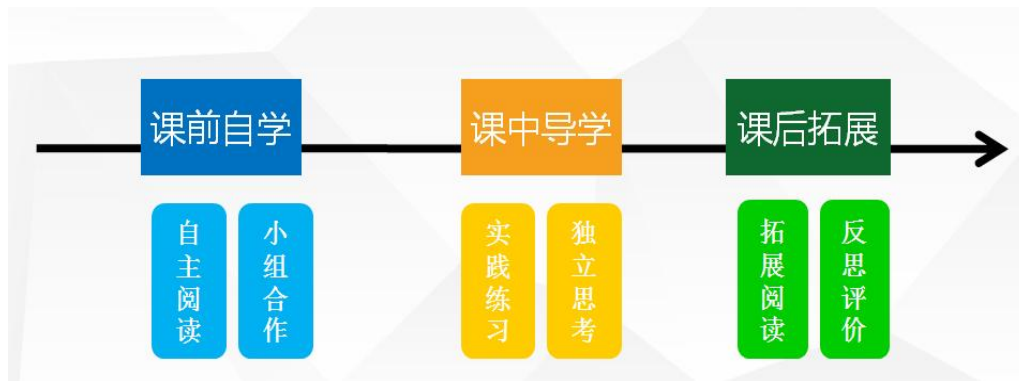 课前自学
课中导学
课后拓展
自主阅读
小组合作
实践练习
独立思考
拓展阅读
反思评价